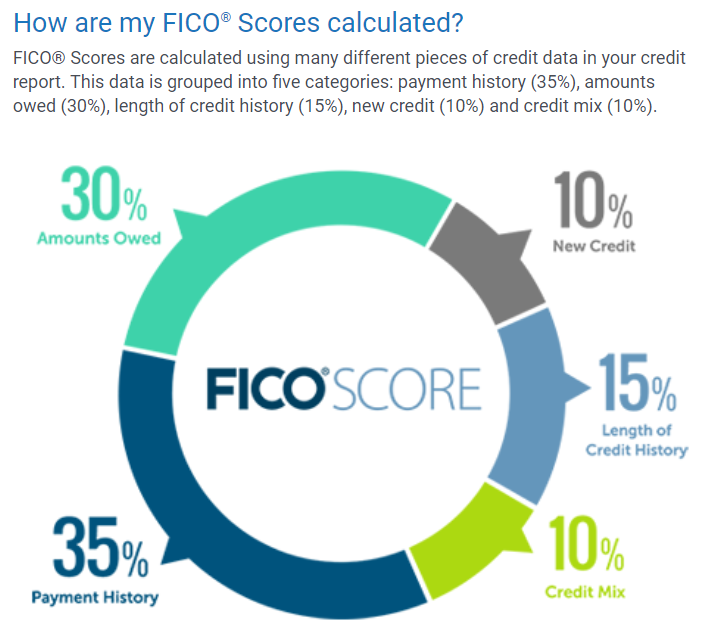 How are my FICO® Scores calculated?
FICO® Scores are calculated using many different pieces of credit data in your credit
report. This data is grouped into five categories: payment history (35%), amounts
owed (30%), length of credit history (15%), new credit (10%) and credit mix (10%).
30%
Amounts Owed
10%
New Credit
FICO® SCORE
15%
Length of
Credit History
35%
Payment History
10%
Credit Mix